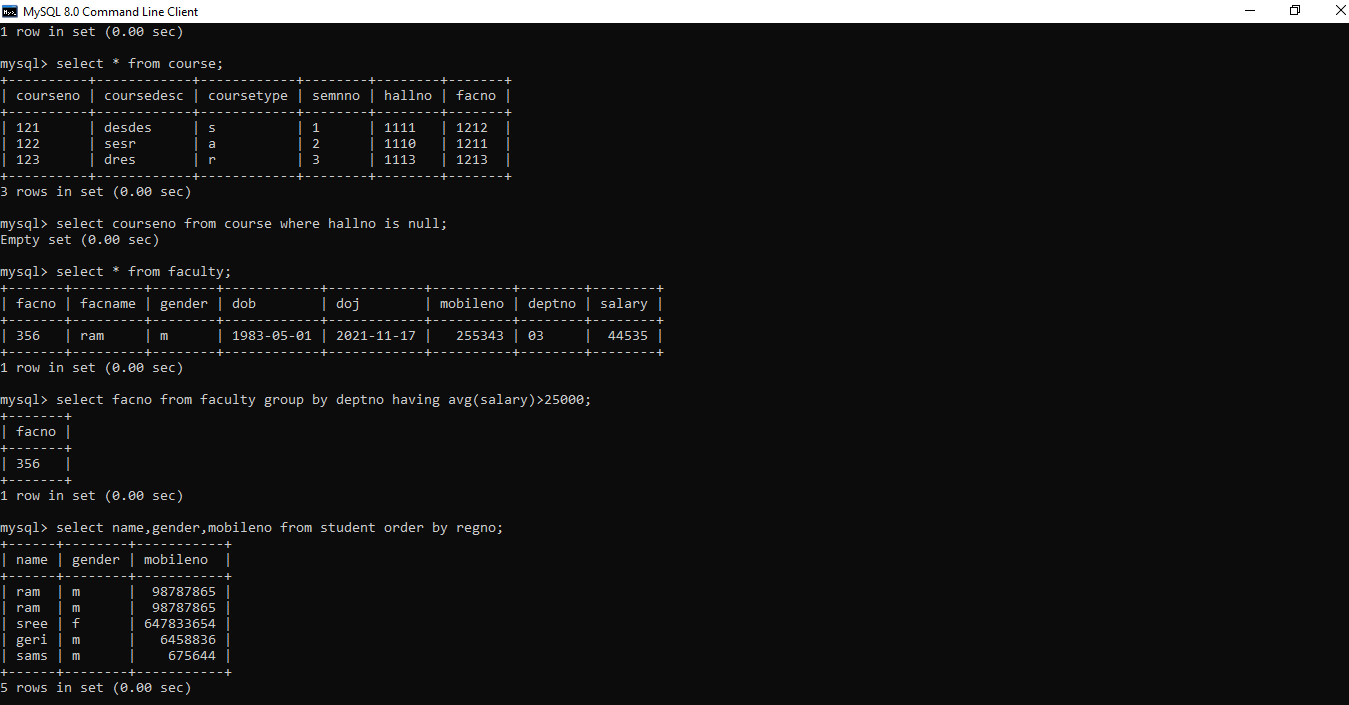 MySQL 8.0 Command Line Client
1 row in set (0.00 sec)
mysql> select * from course;
+----------+------------+------------+--------+--------+-------+
| courseno | coursedesc | coursetype | semnno | hallno | facno |
+----------+------------+------------+--------+--------+-------+
| 121      | desdes     | s          | 1      | 1111   | 1212  |
| 122      | sesr       | a          | 2      | 1110   | 1211  |
| 123      | dres       | r          | 3      | 1113   | 1213  |
+----------+------------+------------+--------+--------+-------+
3 rows in set (0.00 sec)
mysql> select courseno from course where hallno is null;
Empty set (0.00 sec)
mysql> select * from faculty;
+-------+---------+--------+------------+------------+----------+--------+--------+
| facno | facname | gender | dob        | doj        | mobileno | deptno | salary |
+-------+---------+--------+------------+------------+----------+--------+--------+
| 356   | ram     | m      | 1983-05-01 | 2021-11-17 |   255343 | 03     |  44535 |
+-------+---------+--------+------------+------------+----------+--------+--------+
1 row in set (0.00 sec)
mysql> select facno from faculty group by deptno having avg(salary)>25000;
+-------+
| facno |
+-------+
| 356   |
+-------+
1 row in set (0.00 sec)
mysql> select name,gender,mobileno from student order by regno;
+------+--------+-----------+
| name | gender | mobileno  |
+------+--------+-----------+
| ram  | m      |  98787865 |
| ram  | m      |  98787865 |
| sree | f      | 647833654 |
| geri | m      |   6458836 |
| sams | m      |    675644 |
+------+--------+-----------+
5 rows in set (0.00 sec)